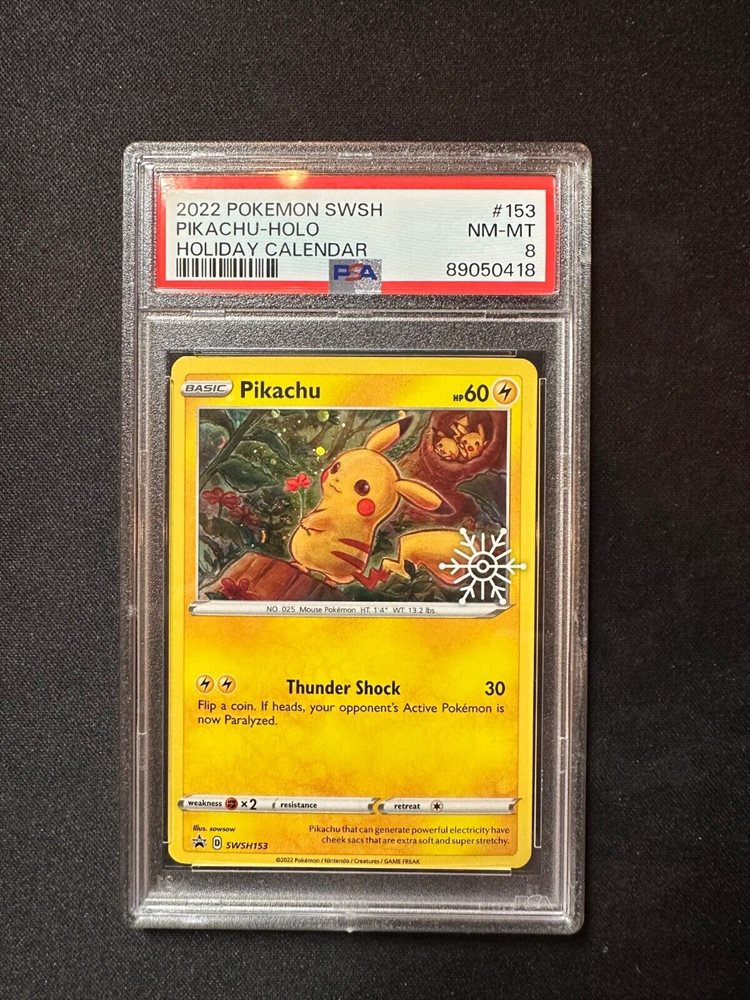 2022 POKEMON SWSH #153
PIKACHU-HOLO NM-MT
HOLIDAY CALENDAR 8
PSA 89050418
BASIC Pikachu HP60
NO. 025 Mouse Pokémon HT. 1'4" WT. 13.2 lbs.
Thunder Shock 30
Flip a coin. If heads, your opponent's Active Pokémon is
now Paralyzed.
weakness ×2 resistance retreat
Illus. sowsow
Pikachu that can generate powerful electricity have
cheek sacs that are extra soft and super stretchy.
D SWSH153
©2022 Pokémon / Nintendo / Creatures / GAME FREAK
PSA